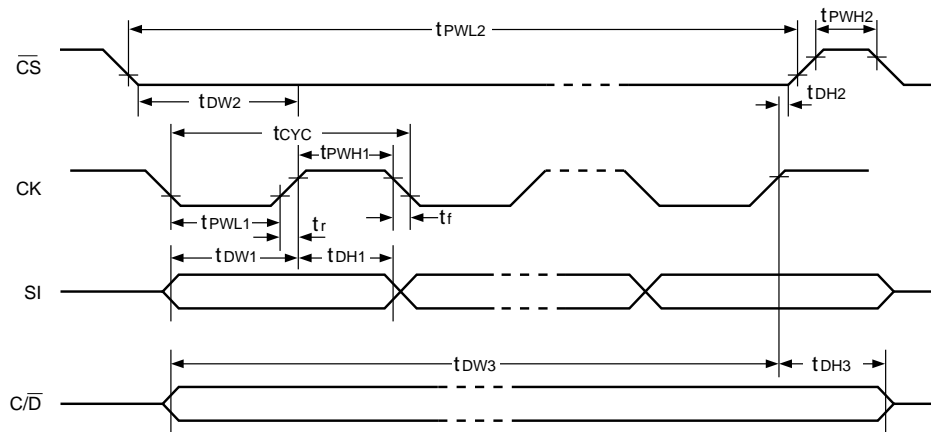 tPWL2
tPWH2
CS
tDW2
tDH2
tCYC
tPWH1
CK
tPWL1
tr
tf
tDW1
tDH1
SI
tDW3
tDH3
C/D